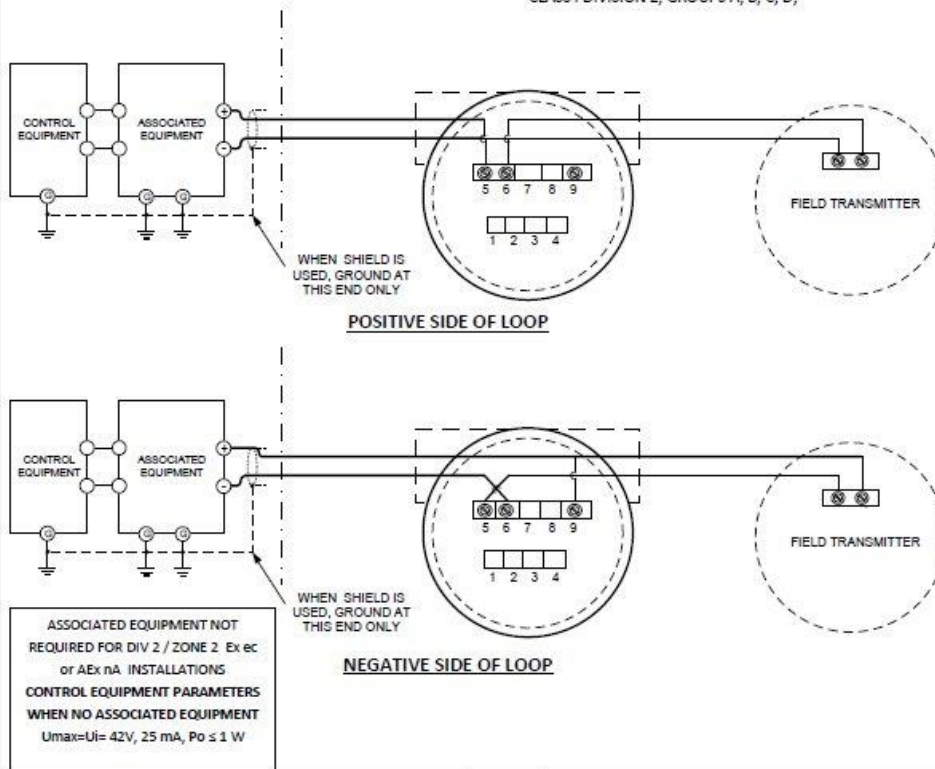 CLASS I DIVISION 2, GROUPS A, B, C, D,
CONTROL
EQUIPMENT
ASSOCIATED
EQUIPMENT
+
-
G
G
G
5 6 7 8 9
1 2 3 4
FIELD TRANSMITTER
WHEN SHIELD IS
USED, GROUND AT
THIS END ONLY
POSITIVE SIDE OF LOOP
CONTROL
EQUIPMENT
ASSOCIATED
EQUIPMENT
+
-
G
G
G
5 6 7 8 9
1 2 3 4
FIELD TRANSMITTER
WHEN SHIELD IS
USED, GROUND AT
THIS END ONLY
NEGATIVE SIDE OF LOOP
ASSOCIATED EQUIPMENT NOT
REQUIRED FOR DIV 2 / ZONE 2 Ex ec
or AEx nA INSTALLATIONS
CONTROL EQUIPMENT PARAMETERS
WHEN NO ASSOCIATED EQUIPMENT
Umax=Ui= 42V, 25 mA, Po ≤ 1 W